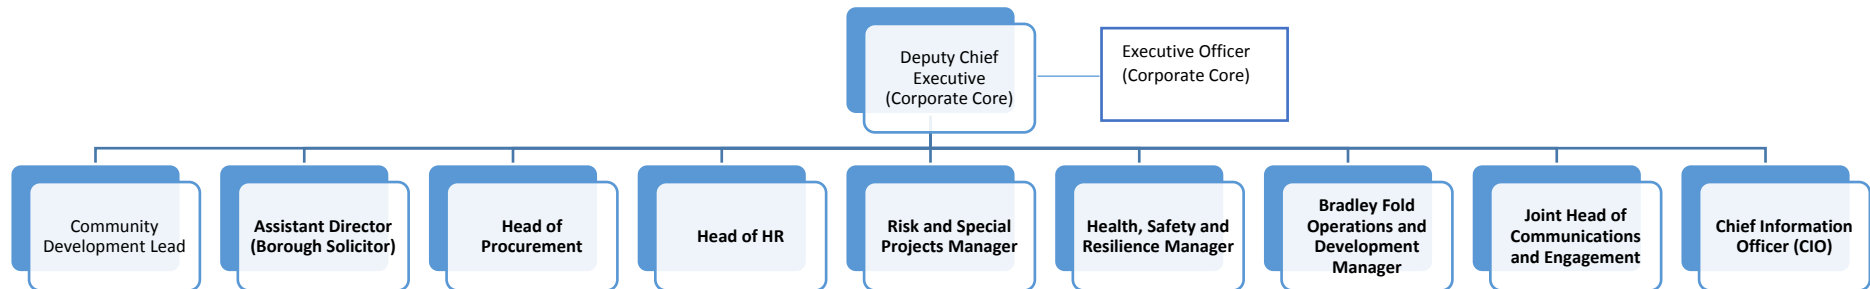 Deputy Chief
Executive
(Corporate Core)
Executive Officer
(Corporate Core)
Community
Development Lead
Assistant Director
(Borough Solicitor)
Head of
Procurement
Head of HR
Risk and Special
Projects Manager
Health, Safety and
Resilience Manager
Bradley Fold
Operations and
Development
Manager
Joint Head of
Communications
and Engagement
Chief Information
Officer (CIO)